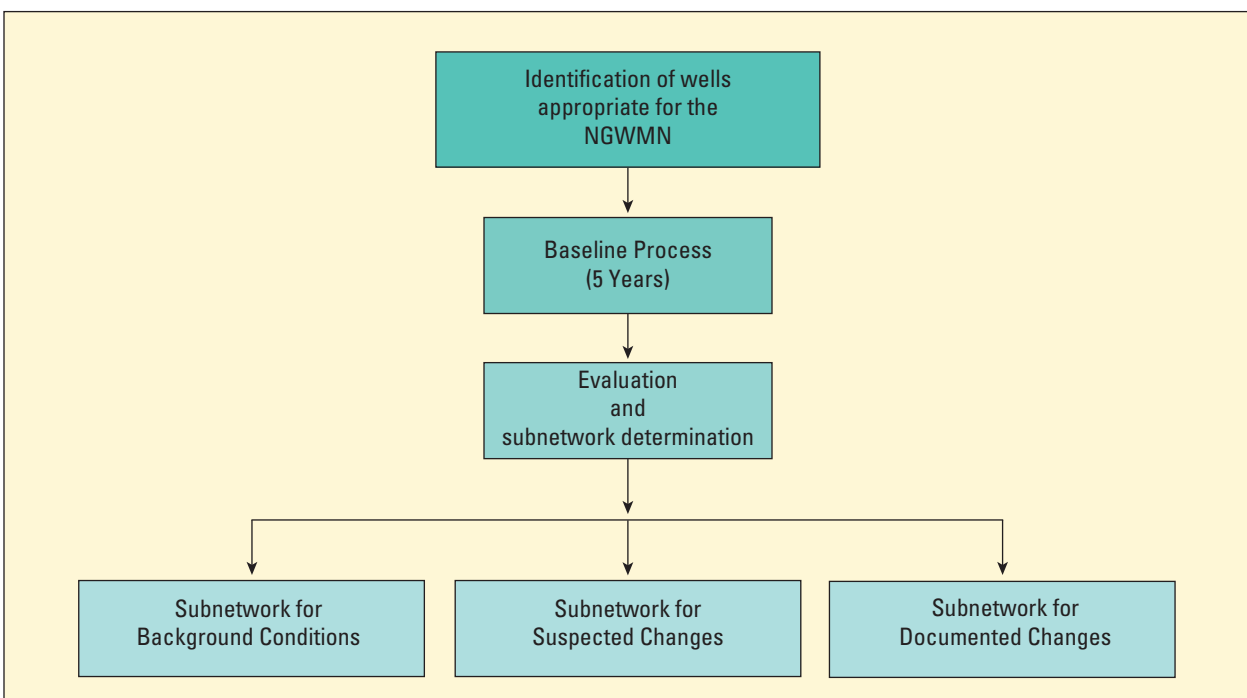 Identification of wells
appropriate for the
NGWMN
Baseline Process
(5 Years)
Evaluation
and
subnetwork determination
Subnetwork for
Background Conditions
Subnetwork for
Suspected Changes
Subnetwork for
Documented Changes